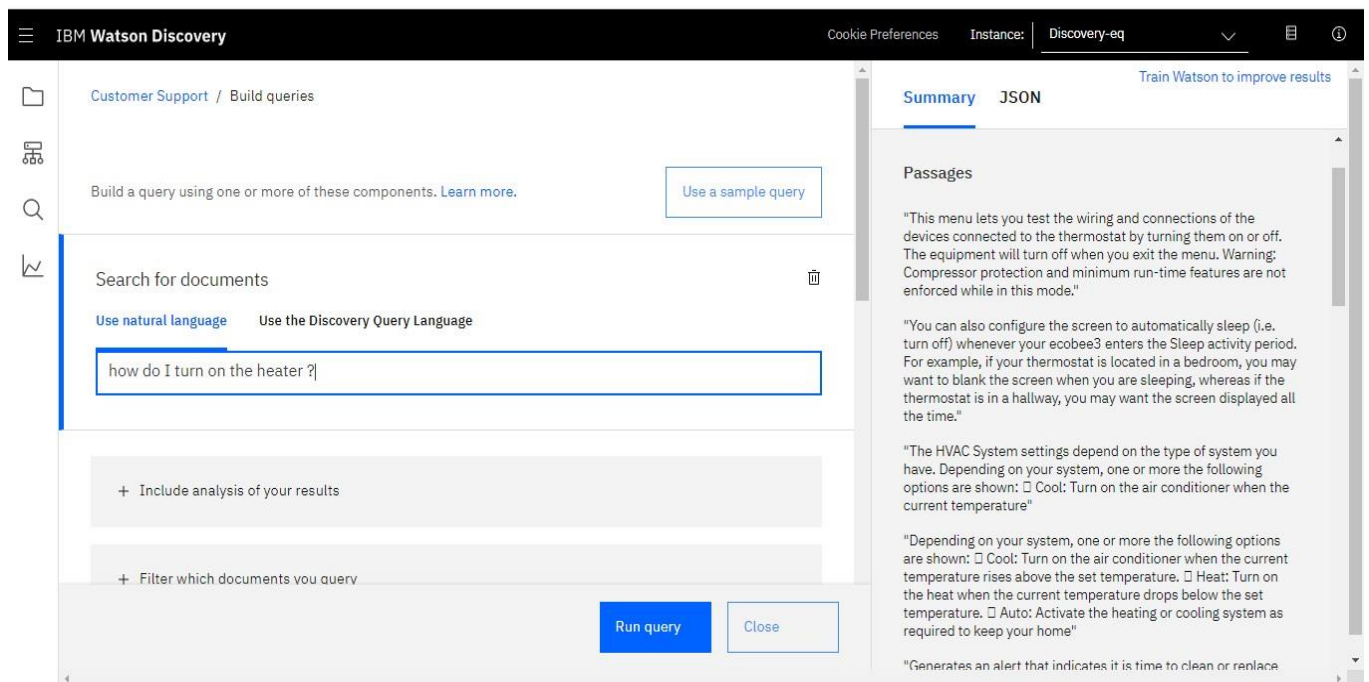 IBM Watson Discovery
Cookie Preferences
Instance:
Discovery-eq
Customer Support / Build queries
Build a query using one or more of these components. Learn more.
Use a sample query
Search for documents
Use natural language
Use the Discovery Query Language
how do I turn on the heater ?
+ Include analysis of your results
+ Filter which documents you query
Run query
Close
Train Watson to improve results
Summary
JSON
Passages
"This menu lets you test the wiring and connections of the
devices connected to the thermostat by turning them on or off.
The equipment will turn off when you exit the menu. Warning:
Compressor protection and minimum run-time features are not
enforced while in this mode."
"You can also configure the screen to automatically sleep (i.e.
turn off) whenever your ecobee3 enters the Sleep activity period.
For example, if your thermostat is located in a bedroom, you may
want to blank the screen when you are sleeping, whereas if the
thermostat is in a hallway, you may want the screen displayed all
the time."
"The HVAC System settings depend on the type of system you
have. Depending on your system, one or more the following
options are shown: ▯ Cool: Turn on the air conditioner when the
current temperature"
"Depending on your system, one or more the following options
are shown: ▯ Cool: Turn on the air conditioner when the current
temperature rises above the set temperature. ▯ Heat: Turn on
the heat when the current temperature drops below the set
temperature. ▯ Auto: Activate the heating or cooling system as
required to keep your home"
"Generates an alert that indicates it is time to clean or replace